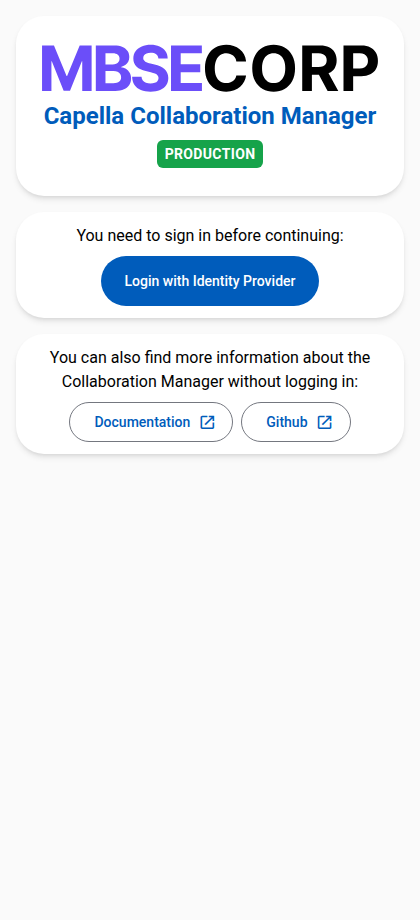 MBSECORP
Capella Collaboration Manager
PRODUCTION
You need to sign in before continuing:
Login with Identity Provider
You can also find more information about the
Collaboration Manager without logging in:
Documentation
Github